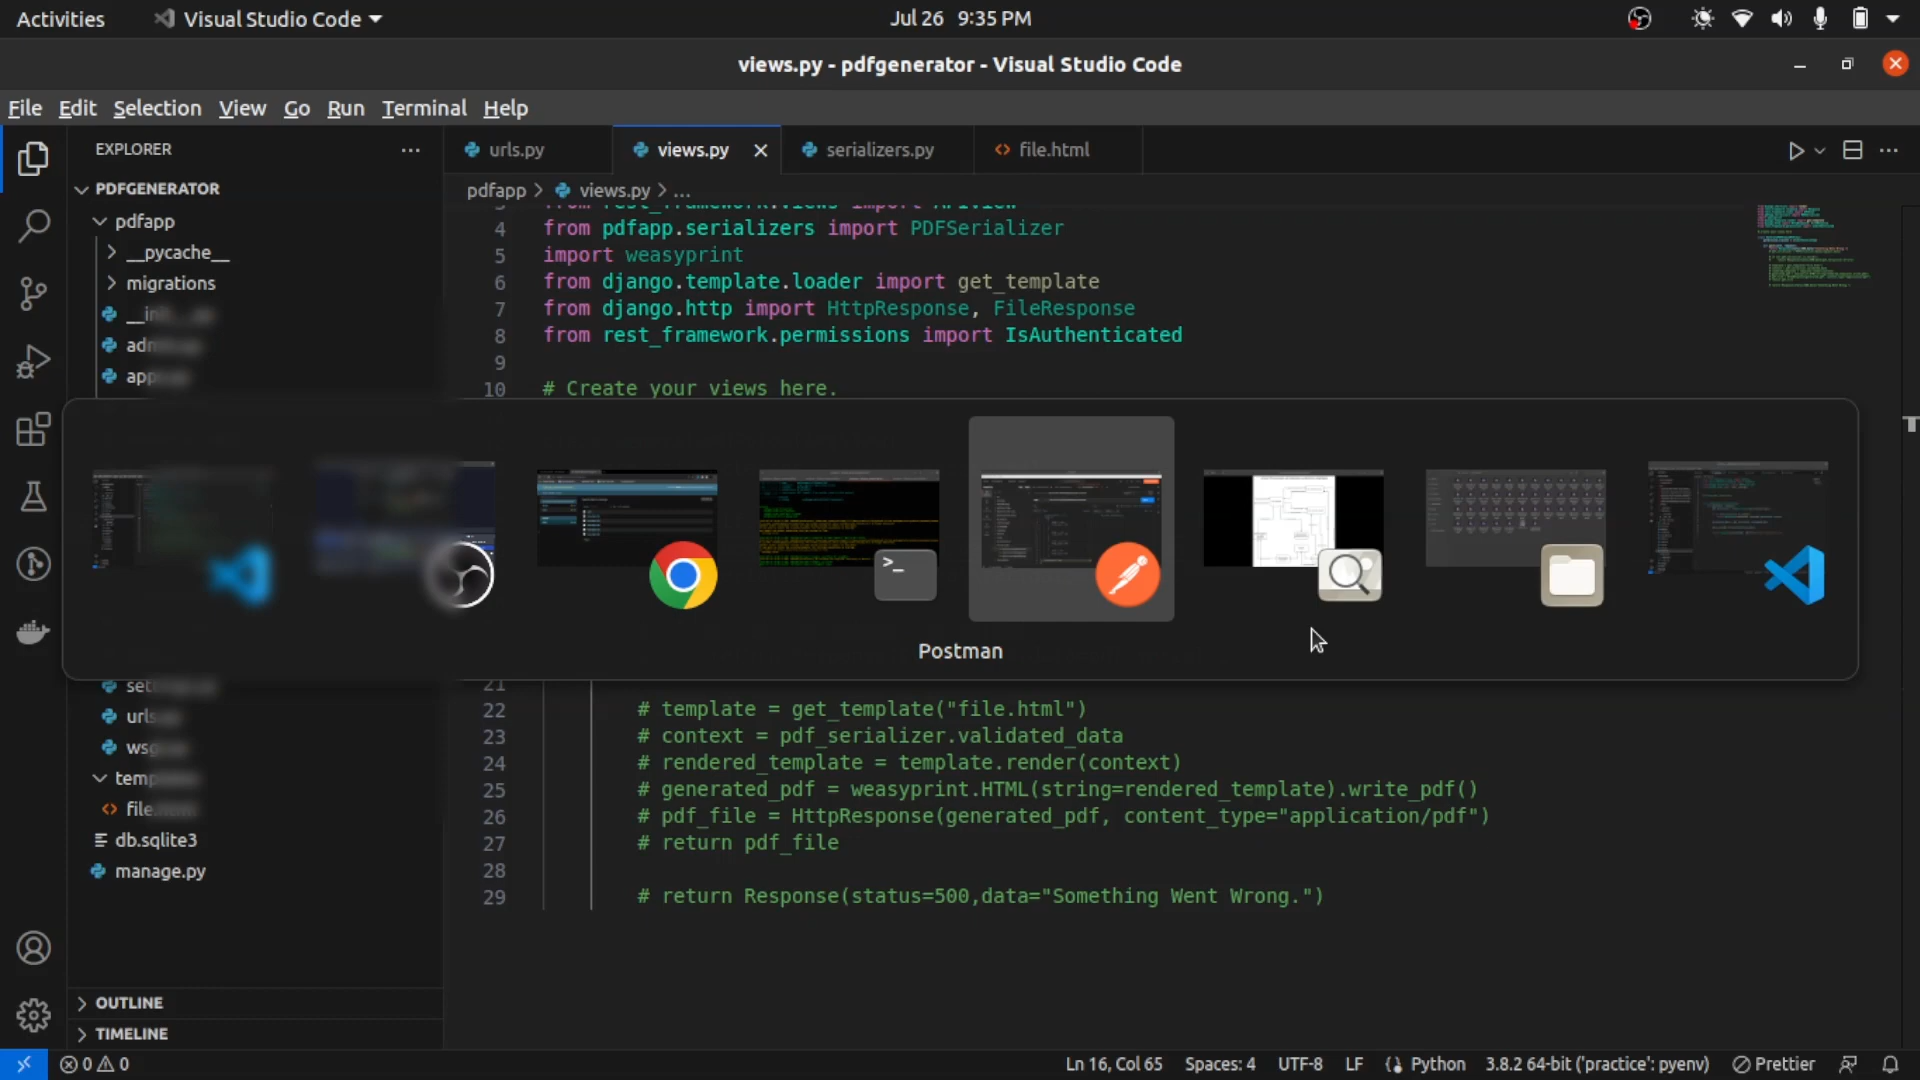 Activities
Visual Studio Code
Jul 26 9:35 PM
views.py - pdfgenerator - Visual Studio Code
File Edit Selection View Go Run Terminal Help
EXPLORER
urls.py
views.py
serializers.py
file.html
PDFGENERATOR
pdfapp > views.py > ...
pdfapp
__pycache__
migrations
from rest_framework.views import APIView
4 from pdfapp.serializers import PDFSerializer
5 import weasyprint
6 from django.template.loader import get_template
7 from django.http import HttpResponse, FileResponse
8 from rest_framework.permissions import IsAuthenticated
9
10 # Create your views here.
Postman
21
22 # template = get_template("file.html")
23 # context = pdf_serializer.validated_data
24 # rendered_template = template.render(context)
25 # generated_pdf = weasyprint.HTML(string=rendered_template).write_pdf()
26 # pdf_file = HttpResponse(generated_pdf, content_type="application/pdf")
27 # return pdf_file
28
29 # return Response(status=500,data="Something Went Wrong.")
db.sqlite3
manage.py
OUTLINE
TIMELINE
0 0
Ln 16, Col 65
Spaces: 4
UTF-8
LF
Python
3.8.2 64-bit ('practice': pyenv)
Prettier